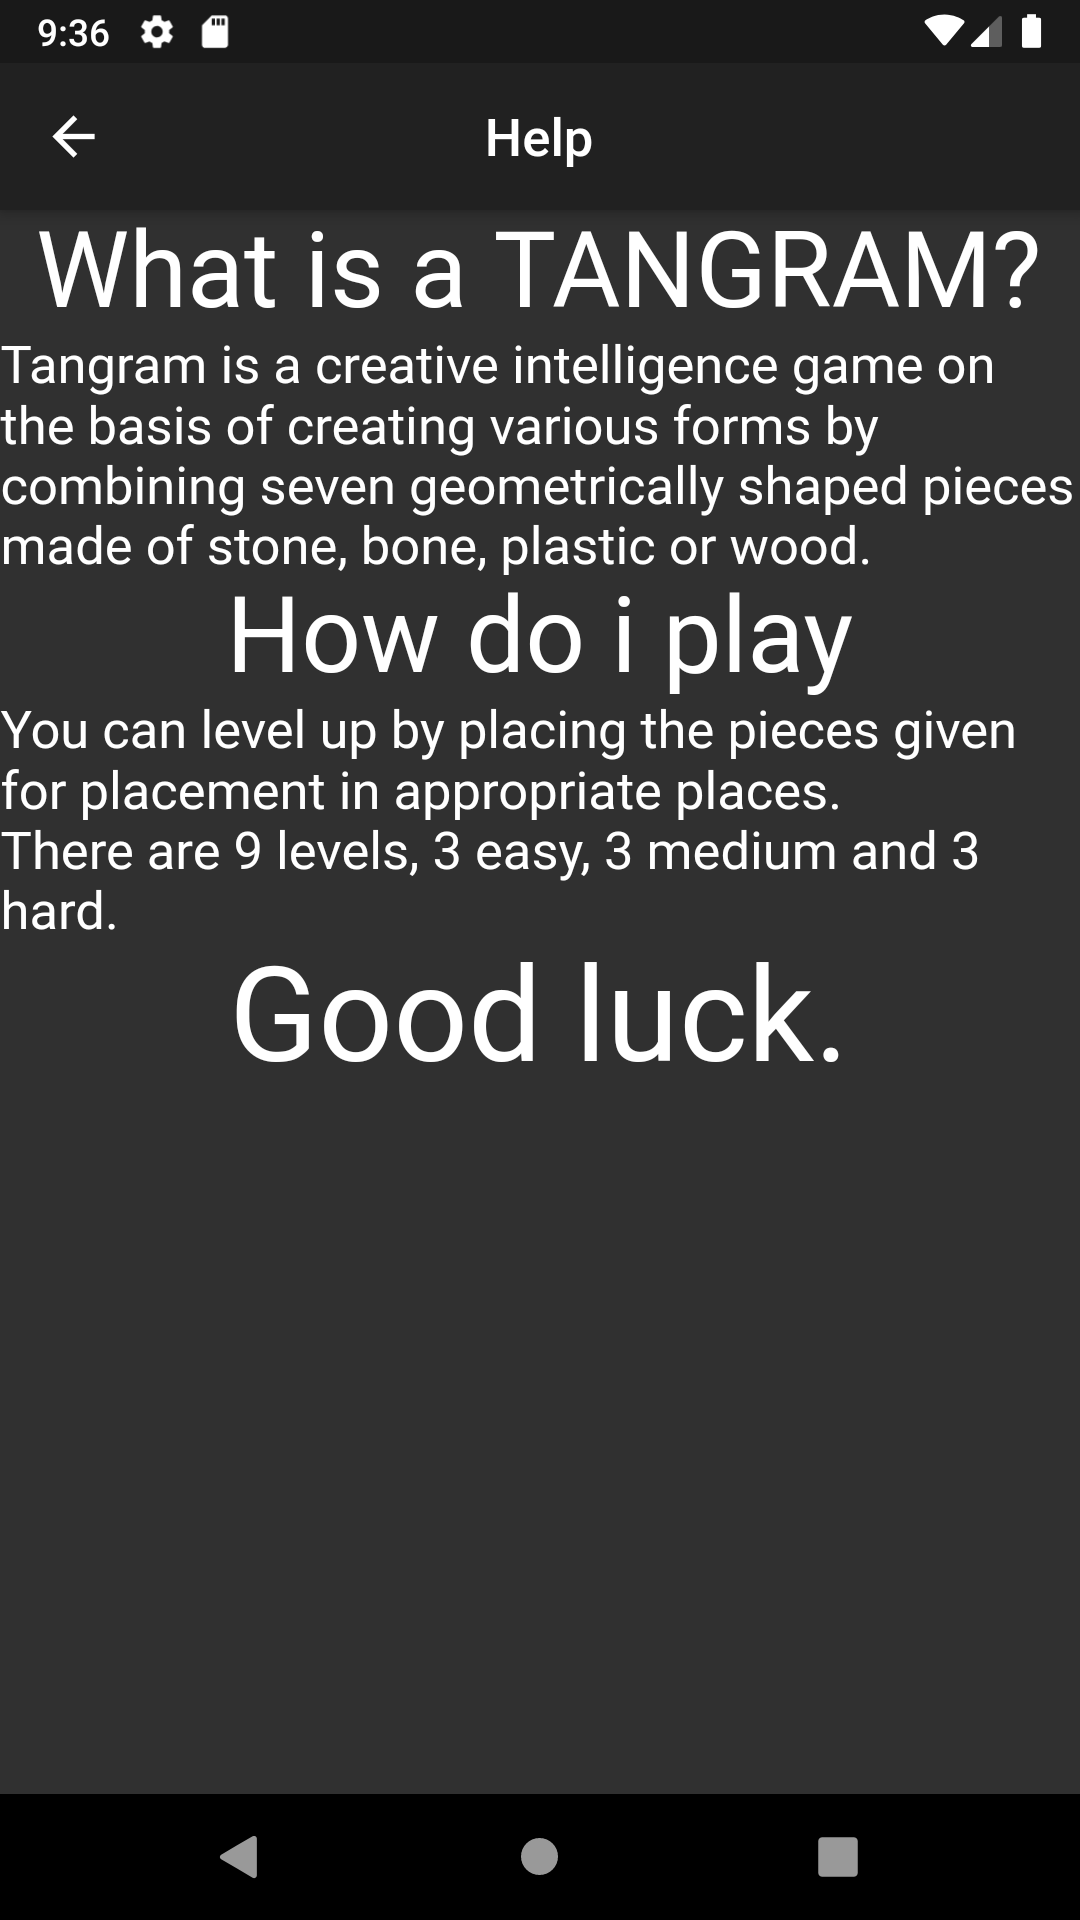 9:36
Help
What is a TANGRAM?
Tangram is a creative intelligence game on
the basis of creating various forms by
combining seven geometrically shaped pieces
made of stone, bone, plastic or wood.
How do i play
You can level up by placing the pieces given
for placement in appropriate places.
There are 9 levels, 3 easy, 3 medium and 3
hard.
Good luck.